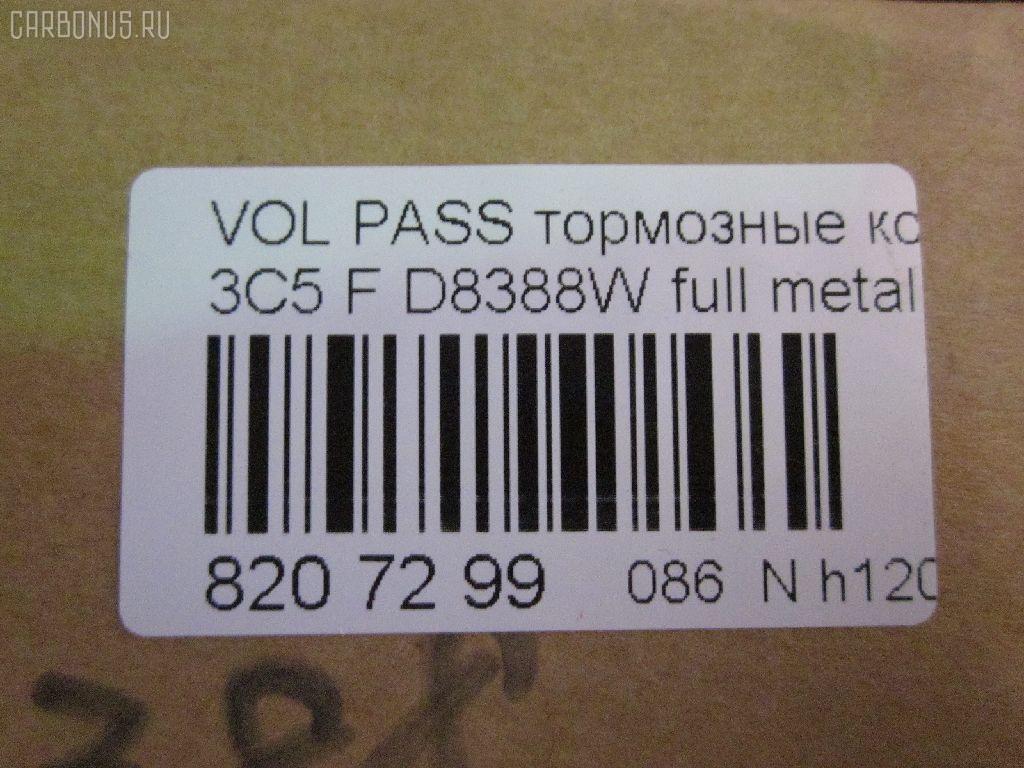 CARBONUS.RU
VOL PASS тормозные ко
3C5 F D8388W full metal
820 72 99 086 N h120